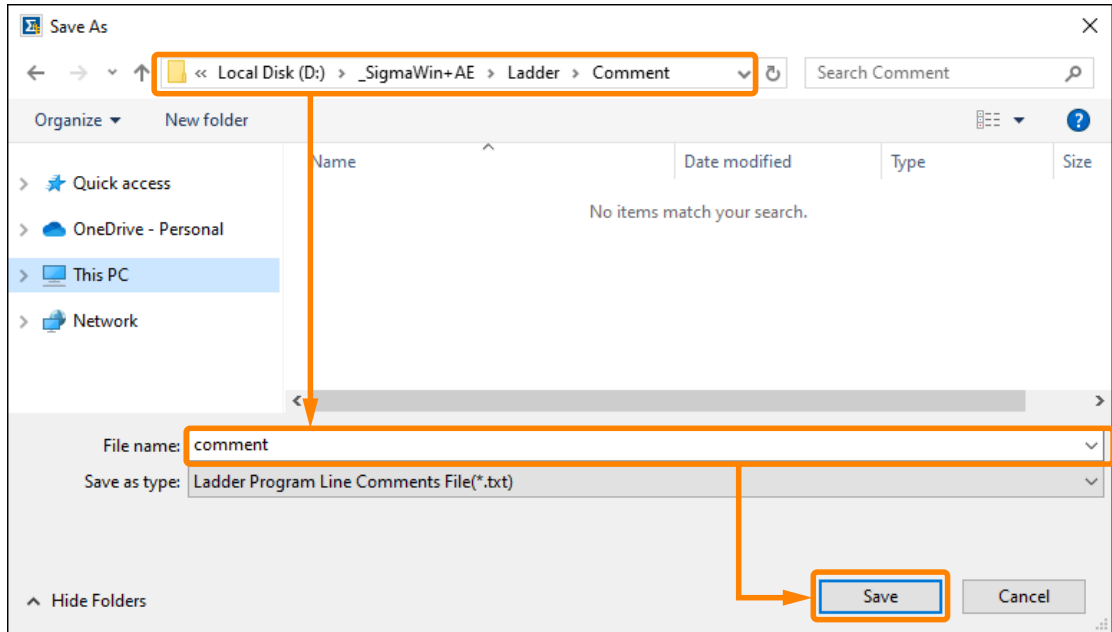 Save As
« Local Disk (D:) › _SigmaWin+AE › Ladder › Comment
Search Comment
Organize
New folder
Name
Date modified
Type
Size
Quick access
No items match your search.
OneDrive - Personal
This PC
Network
File name: comment
Save as type: Ladder Program Line Comments File(*.txt)
Hide Folders
Save
Cancel